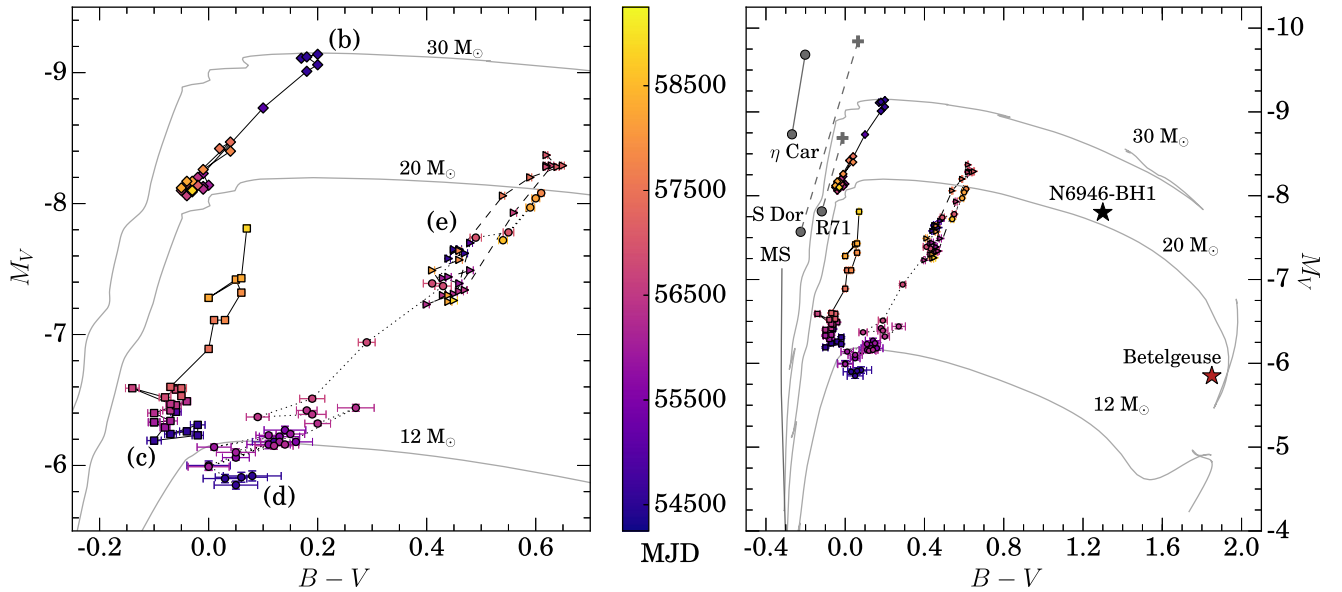 (b)
30 M☉
-9
20 M☉
-8
(e)
M_V
-7
12 M☉
(c)
-6
(d)
-0.2 0.0 0.2 0.4 0.6
B − V
58500
57500
56500
55500
54500
MJD
-10
-9
η Car
30 M☉
N6946-BH1
-8
S Dor
R71
20 M☉
MS
-7
M_V
Betelgeuse
-6
12 M☉
-5
-4
-0.4 0.0 0.4 0.8 1.2 1.6 2.0
B − V